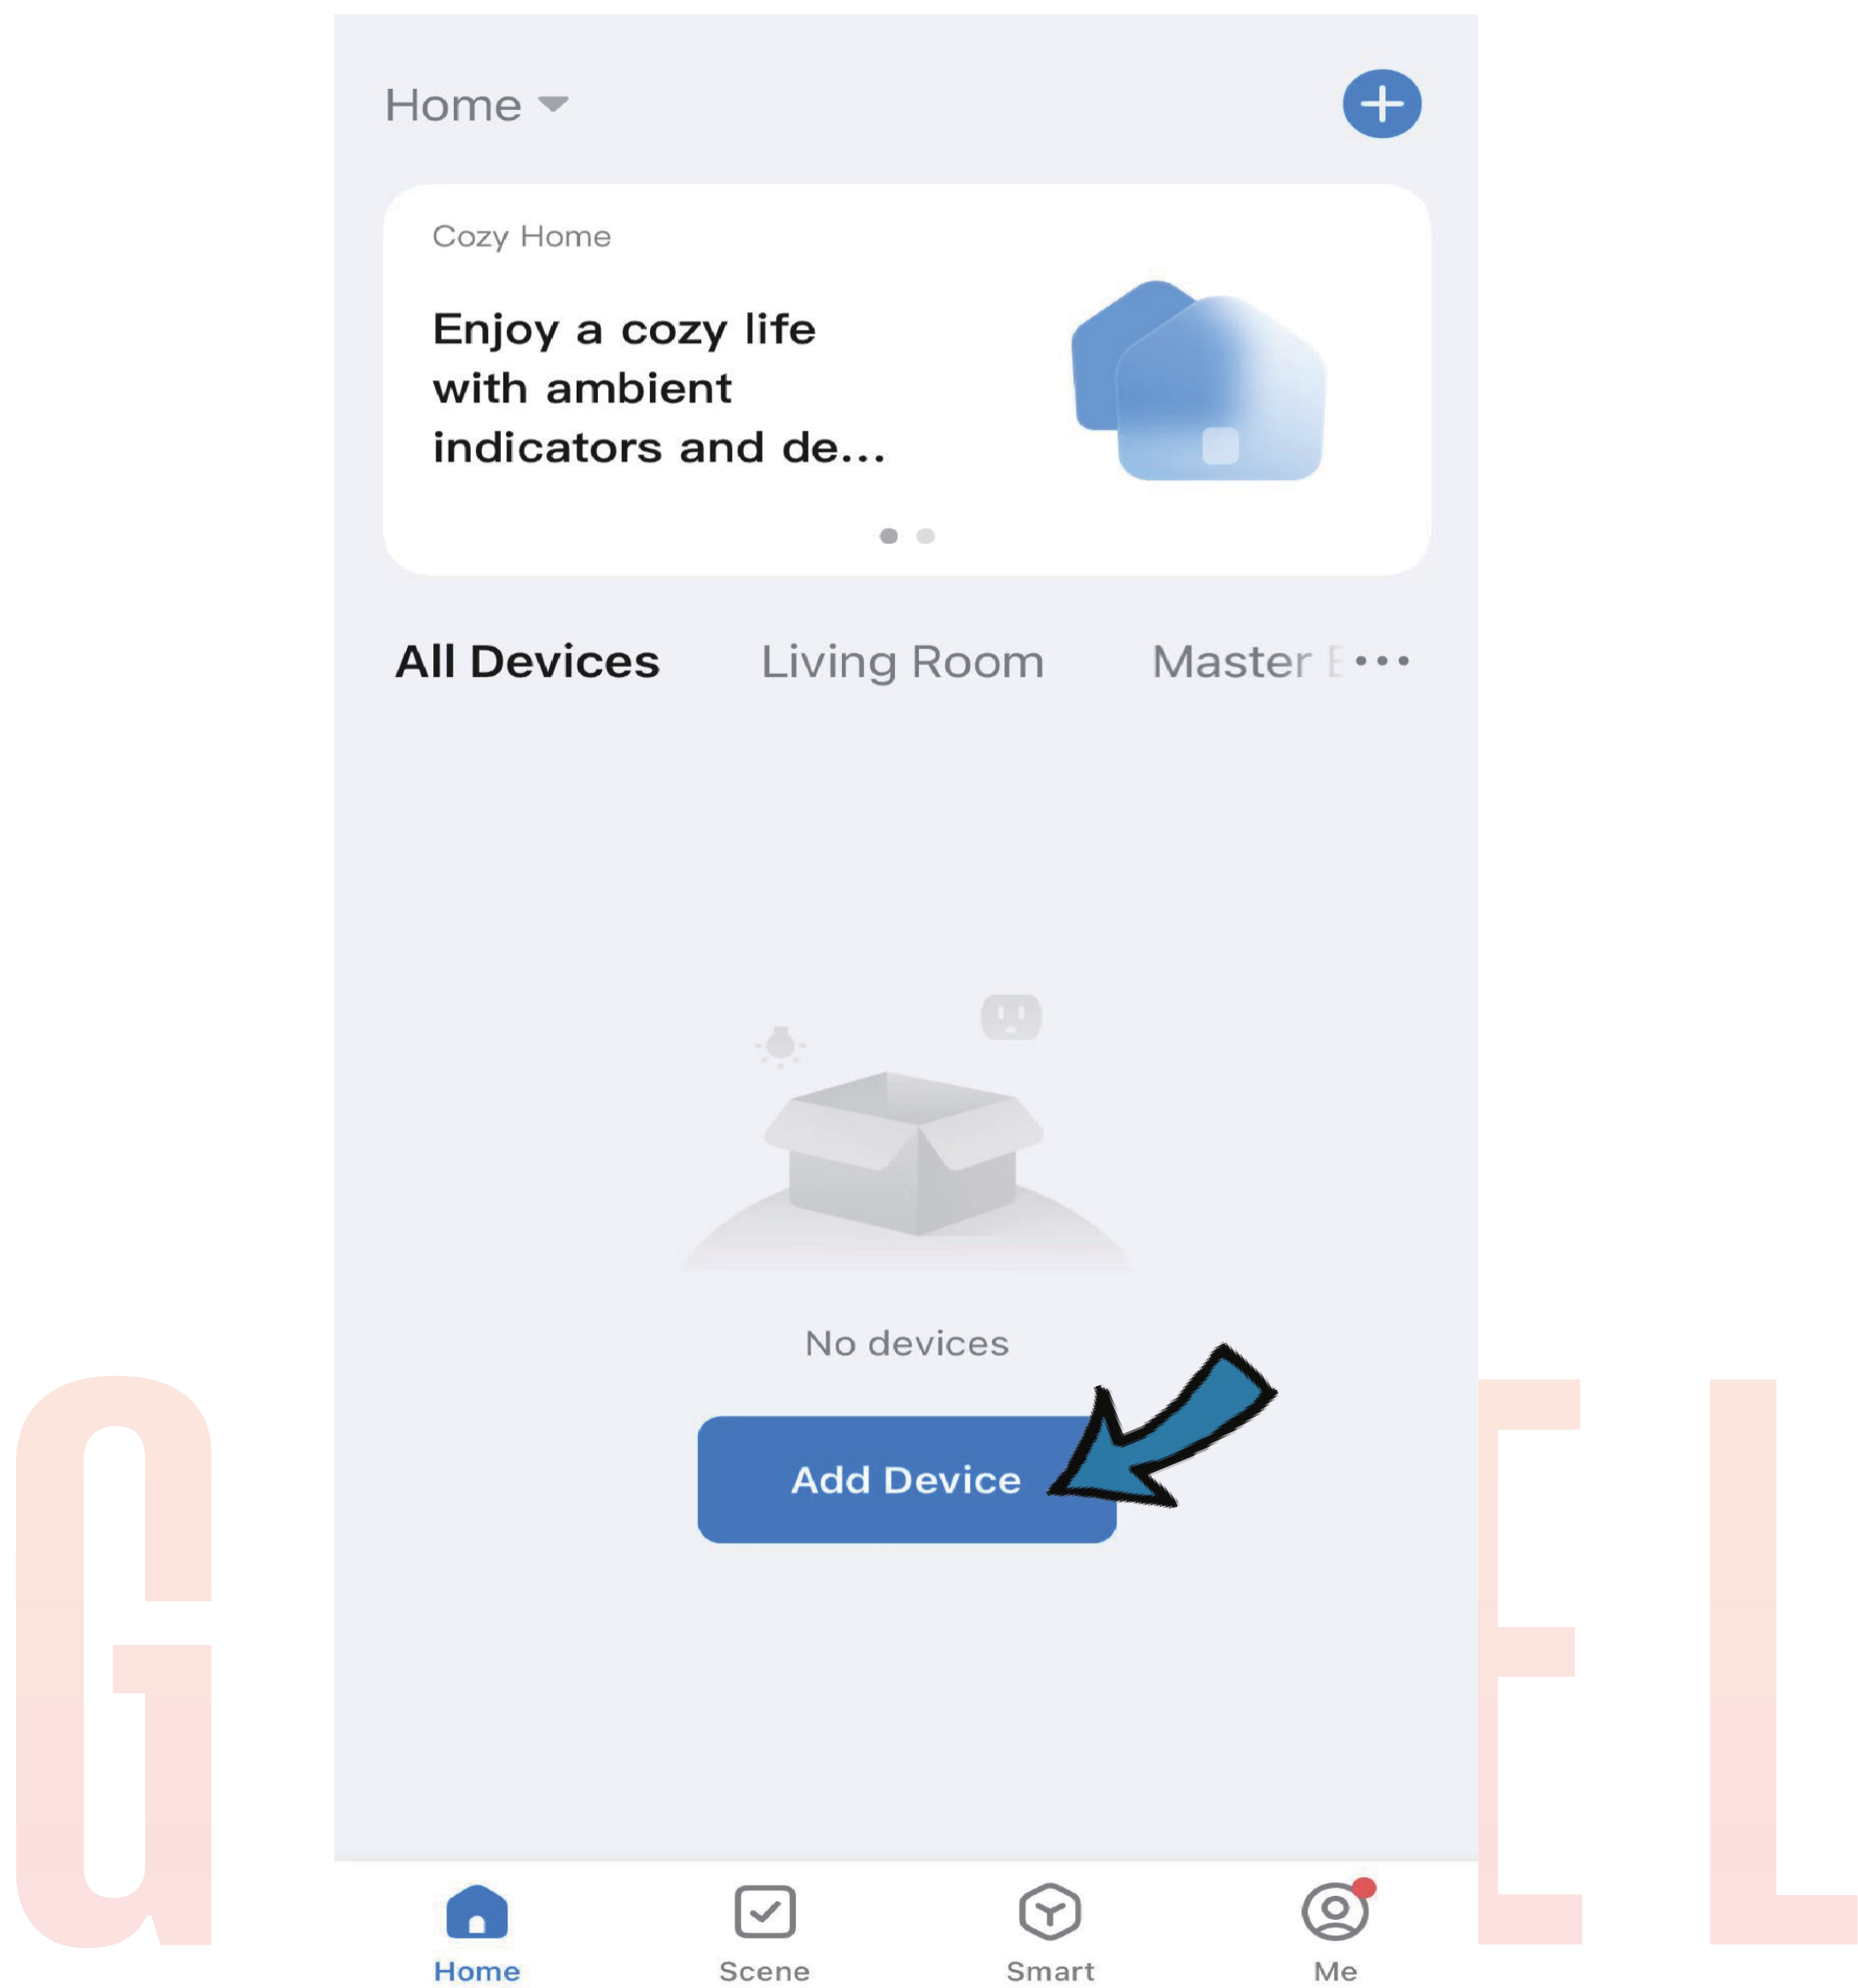 Home
Cozy Home
Enjoy a cozy life
with ambient
indicators and de...
All Devices Living Room Master ...
No devices
Add Device
G EL
Home Scene Smart Me